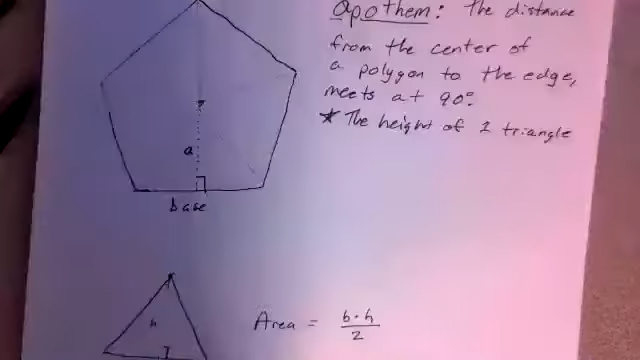 apothem: The distance
from the center of
a polygon to the edge,
meets at 90°.
* The height of 1 triangle
a
base
h
Area = b·h
2